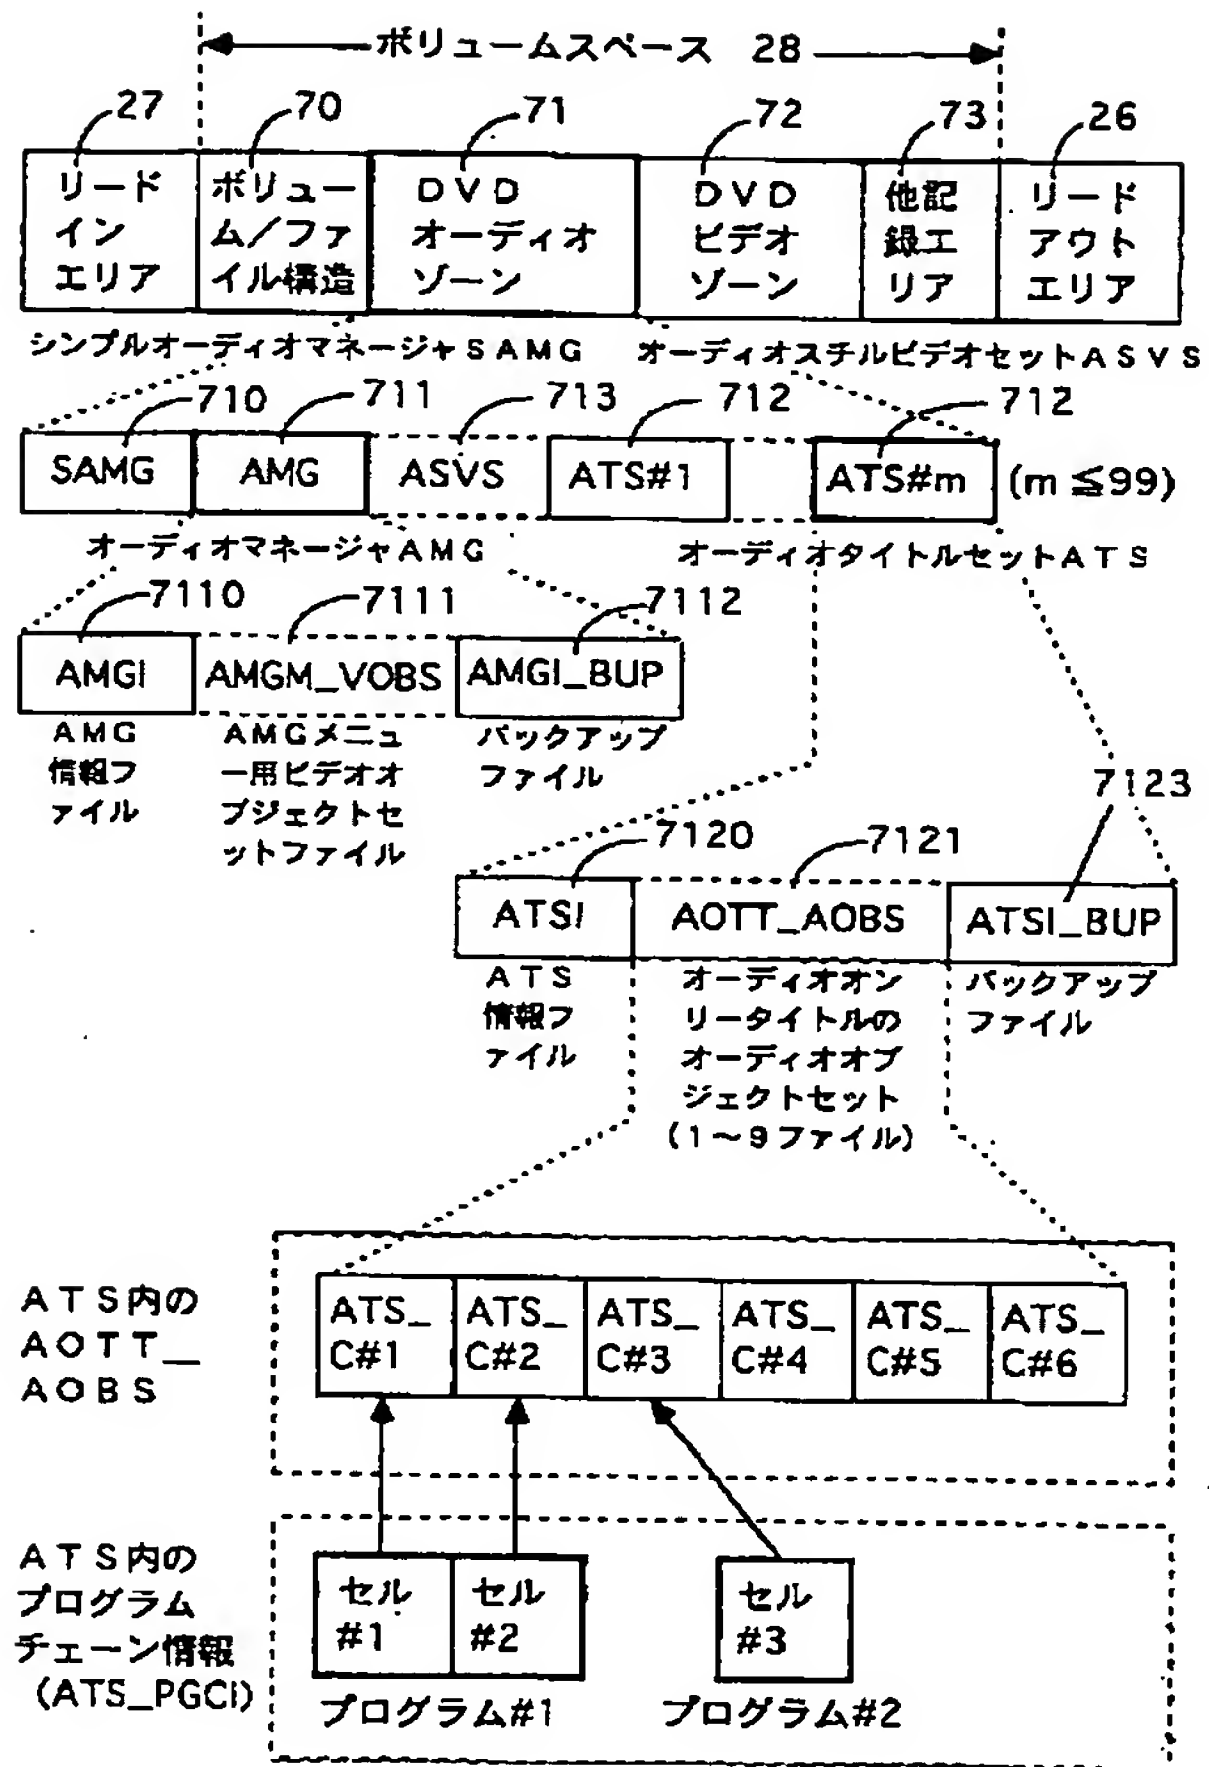 ボリュームスペース 28
27
70
71
72
73
26
リード
イン
エリア
ボリュー
ム/ファ
イル構造
DVD
オーディオ
ゾーン
DVD
ビデオ
ゾーン
他記
録エ
リア
リード
アウト
エリア
シンプルオーディオマネージャSAMG
オーディオスチルビデオセットASVS
710
711
713
712
712
SAMG
AMG
ASVS
ATS#1
ATS#m
(m≦99)
オーディオマネージャAMG
オーディオタイトルセットATS
7110
7111
7112
AMGI
AMGM_VOBS
AMGI_BUP
AMG
情報フ
ァイル
AMGメニュ
ー用ビデオオ
ブジェクトセ
ットファイル
バックアップ
ファイル
7123
7120
7121
ATSI
AOTT_AOBS
ATSI_BUP
ATS
情報フ
ァイル
オーディオオン
リータイトルの
オーディオオブ
ジェクトセット
(1〜9ファイル)
バックアップ
ファイル
ATS内の
AOTT_
AOBS
ATS_
C#1
ATS_
C#2
ATS_
C#3
ATS_
C#4
ATS_
C#5
ATS_
C#6
ATS内の
プログラム
チェーン情報
(ATS_PGCI)
セル
#1
セル
#2
セル
#3
プログラム#1
プログラム#2